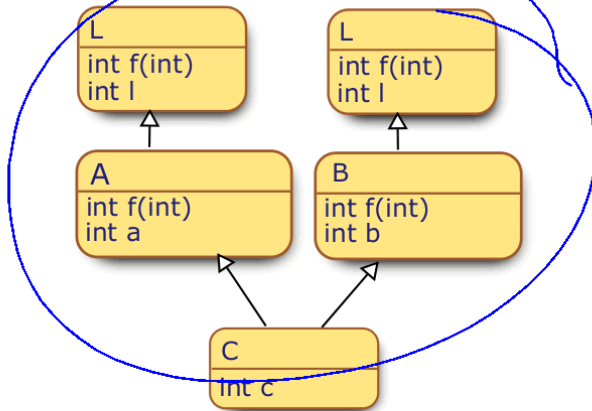 L
int f(int)
int l
L
int f(int)
int l
A
int f(int)
int a
B
int f(int)
int b
C
int c